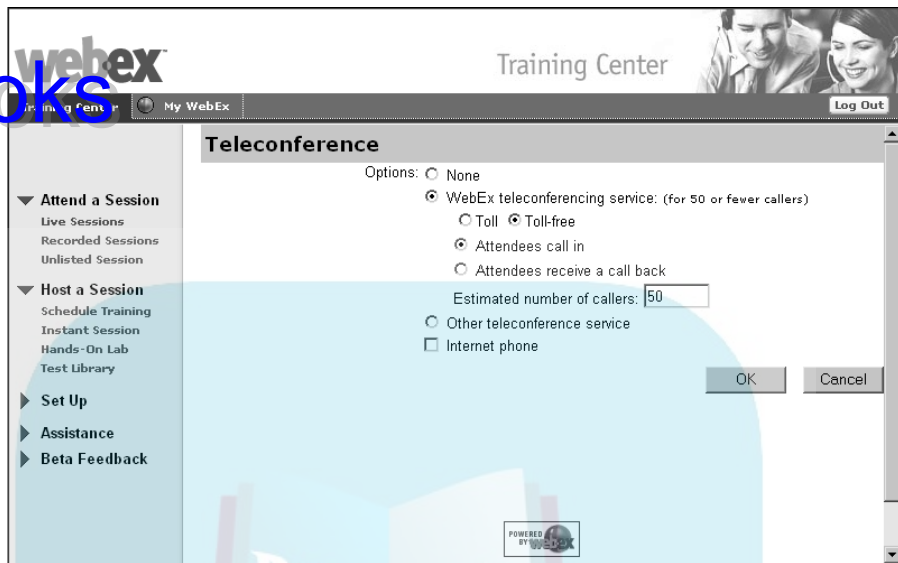 webex
Training Center
oks
Training Center
My WebEx
Log Out
Teleconference
Attend a Session
Live Sessions
Recorded Sessions
Unlisted Session
Host a Session
Schedule Training
Instant Session
Hands-On Lab
Test Library
Set Up
Assistance
Beta Feedback
Options: None
WebEx teleconferencing service: (for 50 or fewer callers)
Toll Toll-free
Attendees call in
Attendees receive a call back
Estimated number of callers: 50
Other teleconference service
Internet phone
OK Cancel
POWERED
BY webex